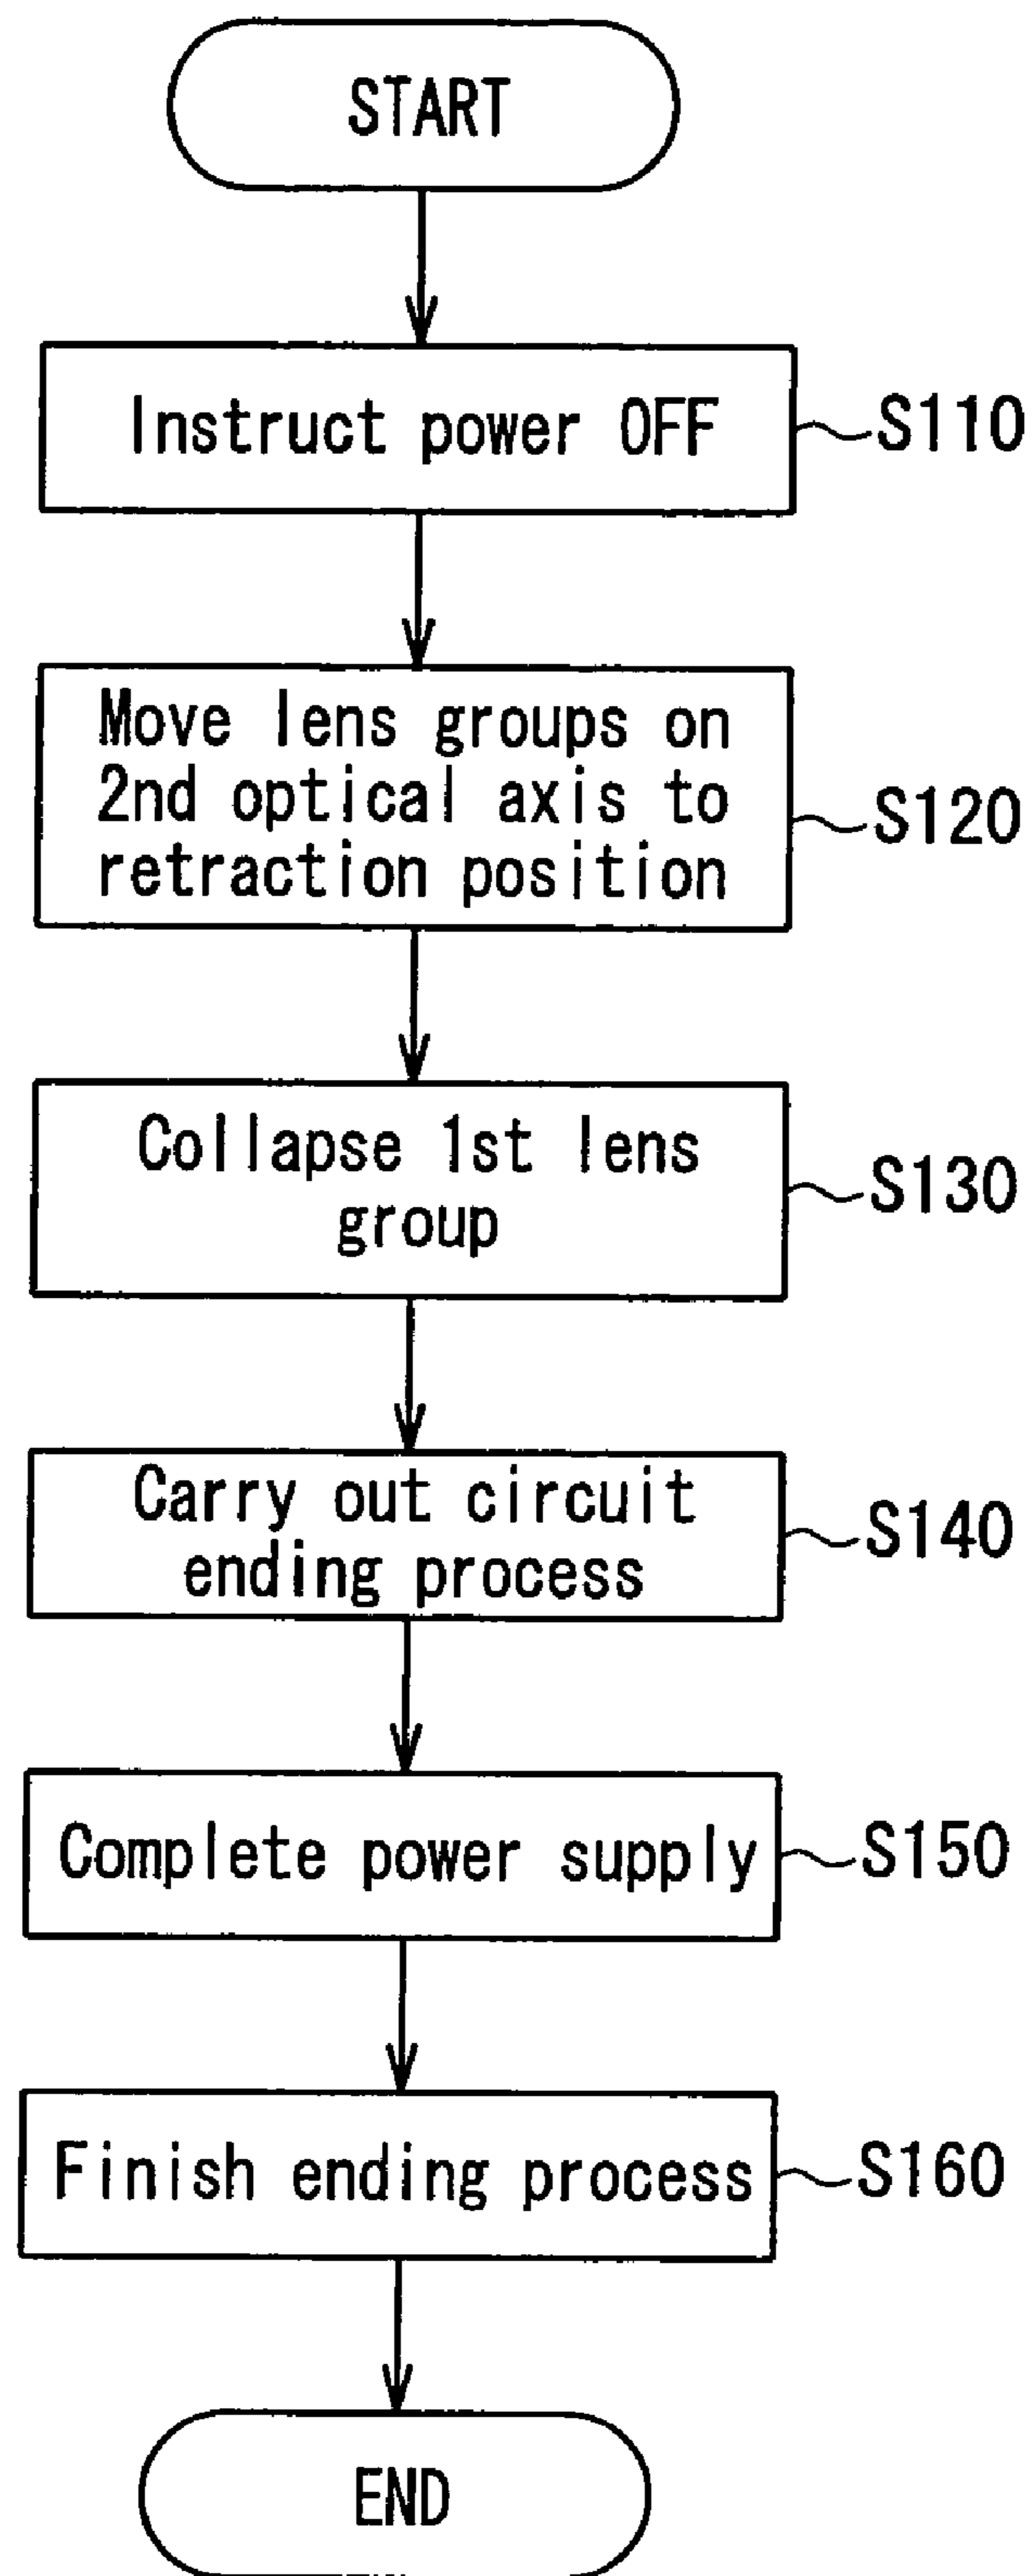 START
Instruct power OFF
S110
Move lens groups on
2nd optical axis to
retraction position
S120
Collapse 1st lens
group
S130
Carry out circuit
ending process
S140
Complete power supply
S150
Finish ending process
S160
END